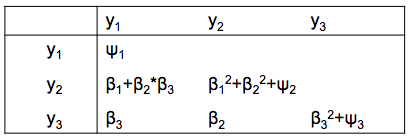 y₁ y₂ y₃
y₁ ψ₁
y₂ β₁+β₂*β₃ β₁²+β₂²+ψ₂
y₃ β₃ β₂ β₃²+ψ₃